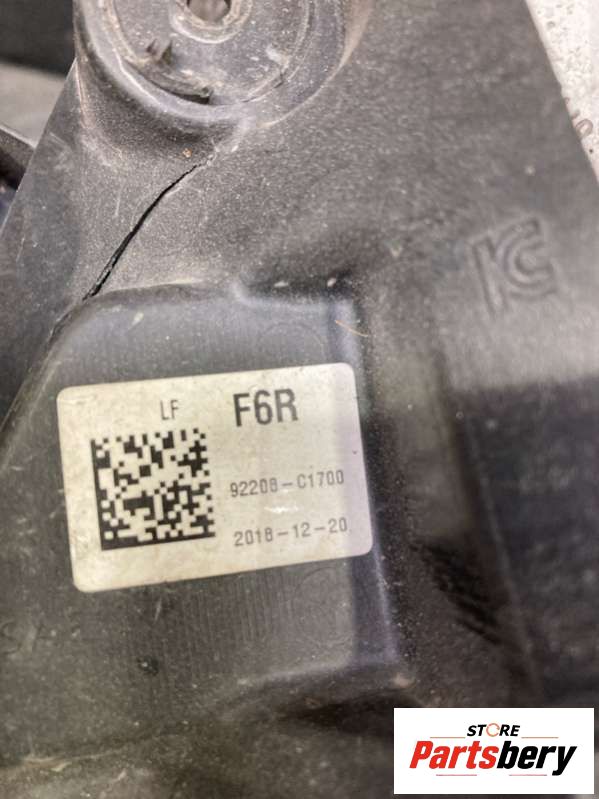 KC
LF F6R
92208-C1700
2018-12-20
STORE
Partsbery